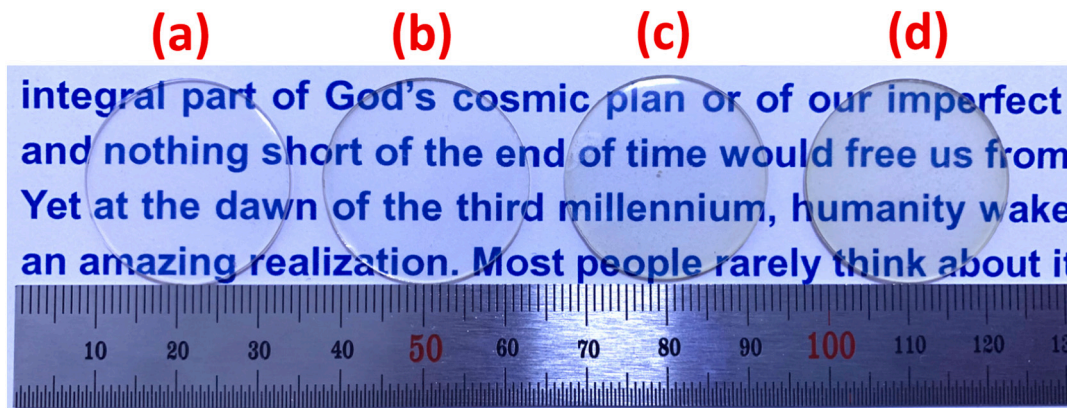 (a) (b) (c) (d)
integral part of God's cosmic plan or of our imperfect
and nothing short of the end of time would free us from
Yet at the dawn of the third millennium, humanity wake
an amazing realization. Most people rarely think about it
10 20 30 40 50 60 70 80 90 100 110 120